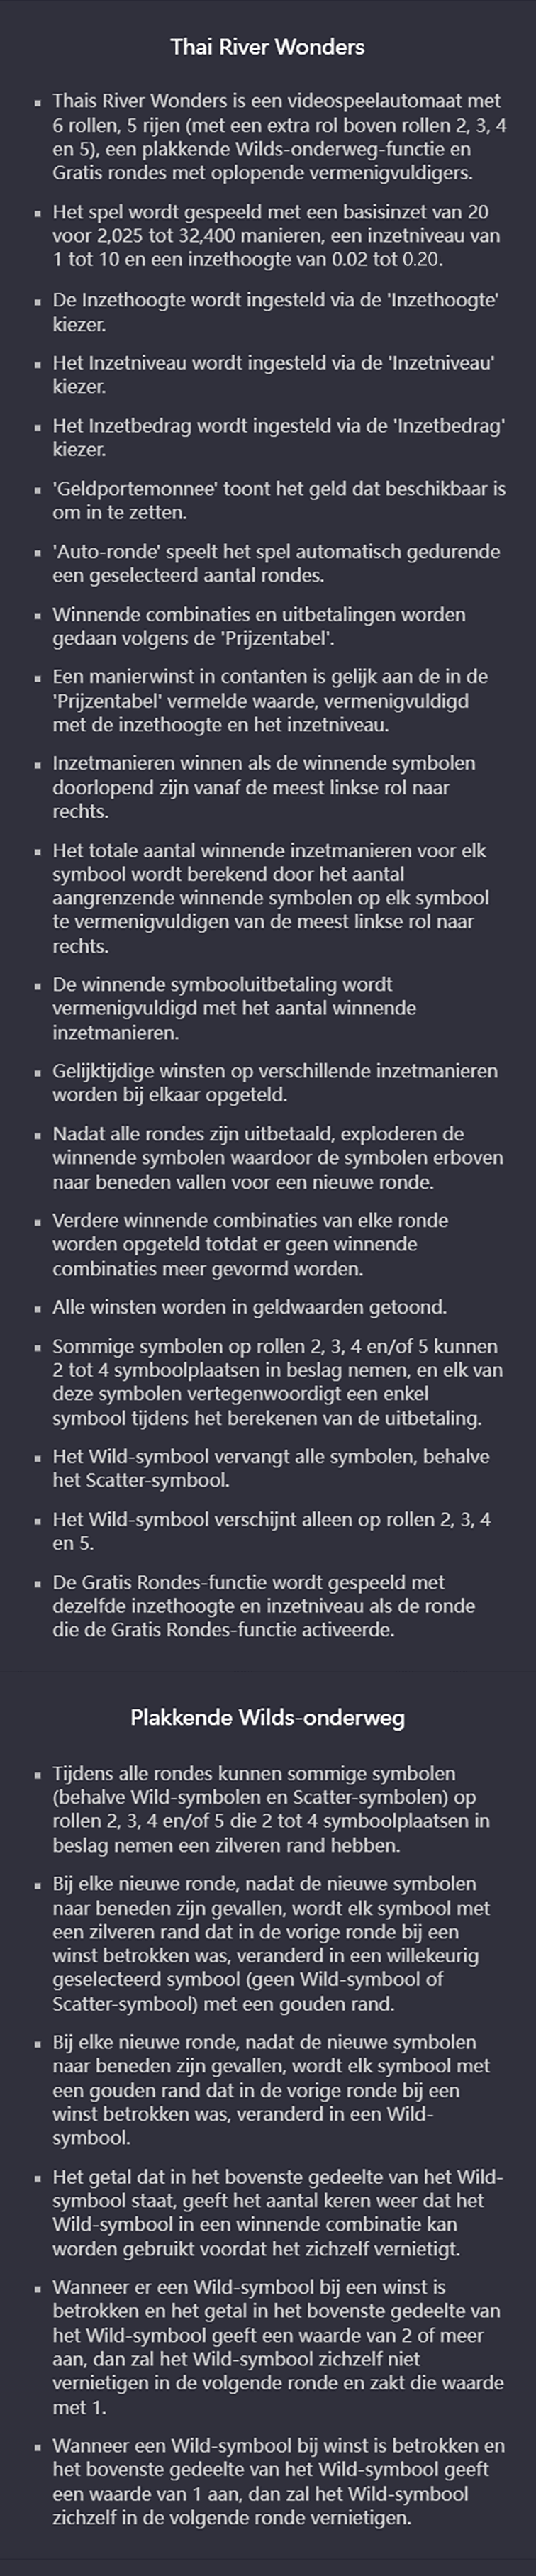 Thai River Wonders
▪ Thais River Wonders is een videospeelautomaat met
6 rollen, 5 rijen (met een extra rol boven rollen 2, 3, 4
en 5), een plakkende Wilds-onderweg-functie en
Gratis rondes met oplopende vermenigvuldigers.
▪ Het spel wordt gespeeld met een basisinzet van 20
voor 2,025 tot 32,400 manieren, een inzetniveau van
1 tot 10 en een inzethoogte van 0.02 tot 0.20.
▪ De Inzethoogte wordt ingesteld via de 'Inzethoogte'
kiezer.
▪ Het Inzetniveau wordt ingesteld via de 'Inzetniveau'
kiezer.
▪ Het Inzetbedrag wordt ingesteld via de 'Inzetbedrag'
kiezer.
▪ 'Geldportemonnee' toont het geld dat beschikbaar is
om in te zetten.
▪ 'Auto-ronde' speelt het spel automatisch gedurende
een geselecteerd aantal rondes.
▪ Winnende combinaties en uitbetalingen worden
gedaan volgens de 'Prijzentabel'.
▪ Een manierwinst in contanten is gelijk aan de in de
'Prijzentabel' vermelde waarde, vermenigvuldigd
met de inzethoogte en het inzetniveau.
▪ Inzetmanieren winnen als de winnende symbolen
doorlopend zijn vanaf de meest linkse rol naar
rechts.
▪ Het totale aantal winnende inzetmanieren voor elk
symbool wordt berekend door het aantal
aangrenzende winnende symbolen op elk symbool
te vermenigvuldigen van de meest linkse rol naar
rechts.
▪ De winnende symbooluitbetaling wordt
vermenigvuldigd met het aantal winnende
inzetmanieren.
▪ Gelijktijdige winsten op verschillende inzetmanieren
worden bij elkaar opgeteld.
▪ Nadat alle rondes zijn uitbetaald, exploderen de
winnende symbolen waardoor de symbolen erboven
naar beneden vallen voor een nieuwe ronde.
▪ Verdere winnende combinaties van elke ronde
worden opgeteld totdat er geen winnende
combinaties meer gevormd worden.
▪ Alle winsten worden in geldwaarden getoond.
▪ Sommige symbolen op rollen 2, 3, 4 en/of 5 kunnen
2 tot 4 symboolplaatsen in beslag nemen, en elk van
deze symbolen vertegenwoordigt een enkel
symbool tijdens het berekenen van de uitbetaling.
▪ Het Wild-symbool vervangt alle symbolen, behalve
het Scatter-symbool.
▪ Het Wild-symbool verschijnt alleen op rollen 2, 3, 4
en 5.
▪ De Gratis Rondes-functie wordt gespeeld met
dezelfde inzethoogte en inzetniveau als de ronde
die de Gratis Rondes-functie activeerde.
Plakkende Wilds-onderweg
▪ Tijdens alle rondes kunnen sommige symbolen
(behalve Wild-symbolen en Scatter-symbolen) op
rollen 2, 3, 4 en/of 5 die 2 tot 4 symboolplaatsen in
beslag nemen een zilveren rand hebben.
▪ Bij elke nieuwe ronde, nadat de nieuwe symbolen
naar beneden zijn gevallen, wordt elk symbool met
een zilveren rand dat in de vorige ronde bij een
winst betrokken was, veranderd in een willekeurig
geselecteerd symbool (geen Wild-symbool of
Scatter-symbool) met een gouden rand.
▪ Bij elke nieuwe ronde, nadat de nieuwe symbolen
naar beneden zijn gevallen, wordt elk symbool met
een gouden rand dat in de vorige ronde bij een
winst betrokken was, veranderd in een Wild-
symbool.
▪ Het getal dat in het bovenste gedeelte van het Wild-
symbool staat, geeft het aantal keren weer dat het
Wild-symbool in een winnende combinatie kan
worden gebruikt voordat het zichzelf vernietigt.
▪ Wanneer er een Wild-symbool bij een winst is
betrokken en het getal in het bovenste gedeelte van
het Wild-symbool geeft een waarde van 2 of meer
aan, dan zal het Wild-symbool zichzelf niet
vernietigen in de volgende ronde en zakt die waarde
met 1.
▪ Wanneer een Wild-symbool bij winst is betrokken en
het bovenste gedeelte van het Wild-symbool geeft
een waarde van 1 aan, dan zal het Wild-symbool
zichzelf in de volgende ronde vernietigen.